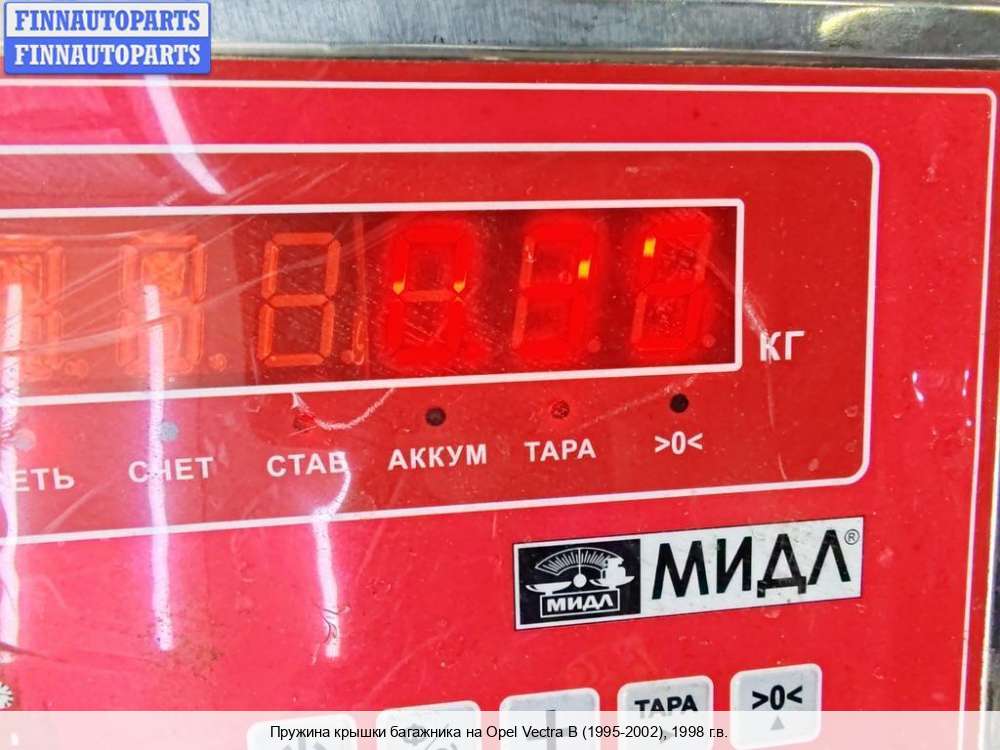 FINNAUTOPARTS
FINNAUTOPARTS
КГ
ЕТЬ СЧЕТ СТАБ АККУМ ТАРА >0<
МИДЛ
МИДЛ®
ТАРА >0<
Пружина крышки багажника на Opel Vectra B (1995-2002), 1998 г.в.